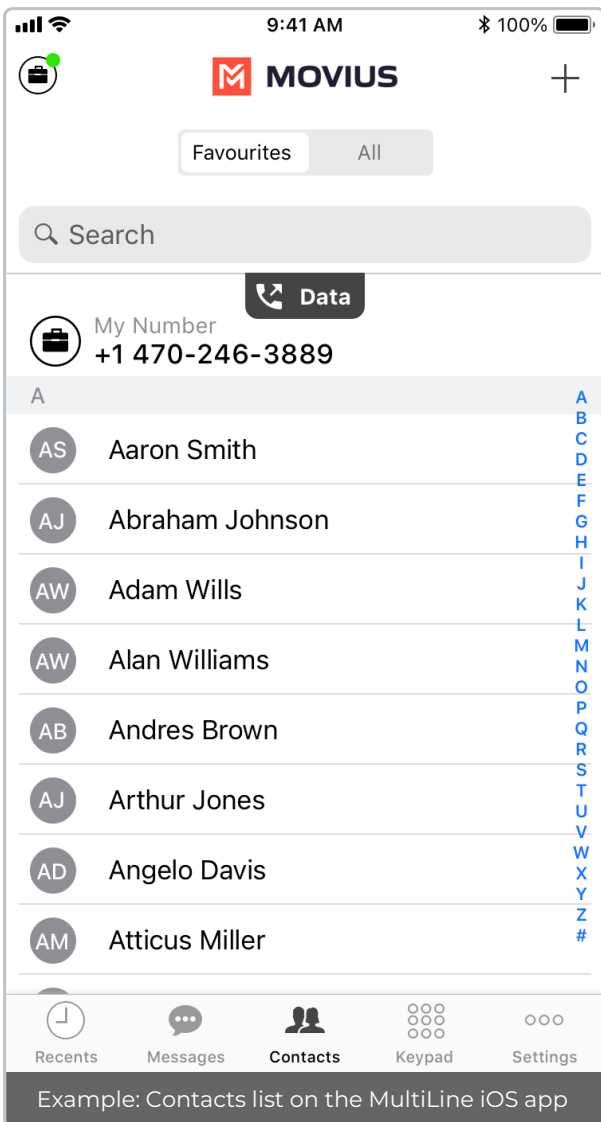 9:41 AM
100%
MOVIUS
Favourites
All
Search
Data
My Number
+1 470-246-3889
A
AS Aaron Smith
AJ Abraham Johnson
AW Adam Wills
AW Alan Williams
AB Andres Brown
AJ Arthur Jones
AD Angelo Davis
AM Atticus Miller
A
B
C
D
E
F
G
H
I
J
K
L
M
N
O
P
Q
R
S
T
U
V
W
X
Y
Z
#
Recents
Messages
Contacts
Keypad
Settings
Example: Contacts list on the MultiLine iOS app